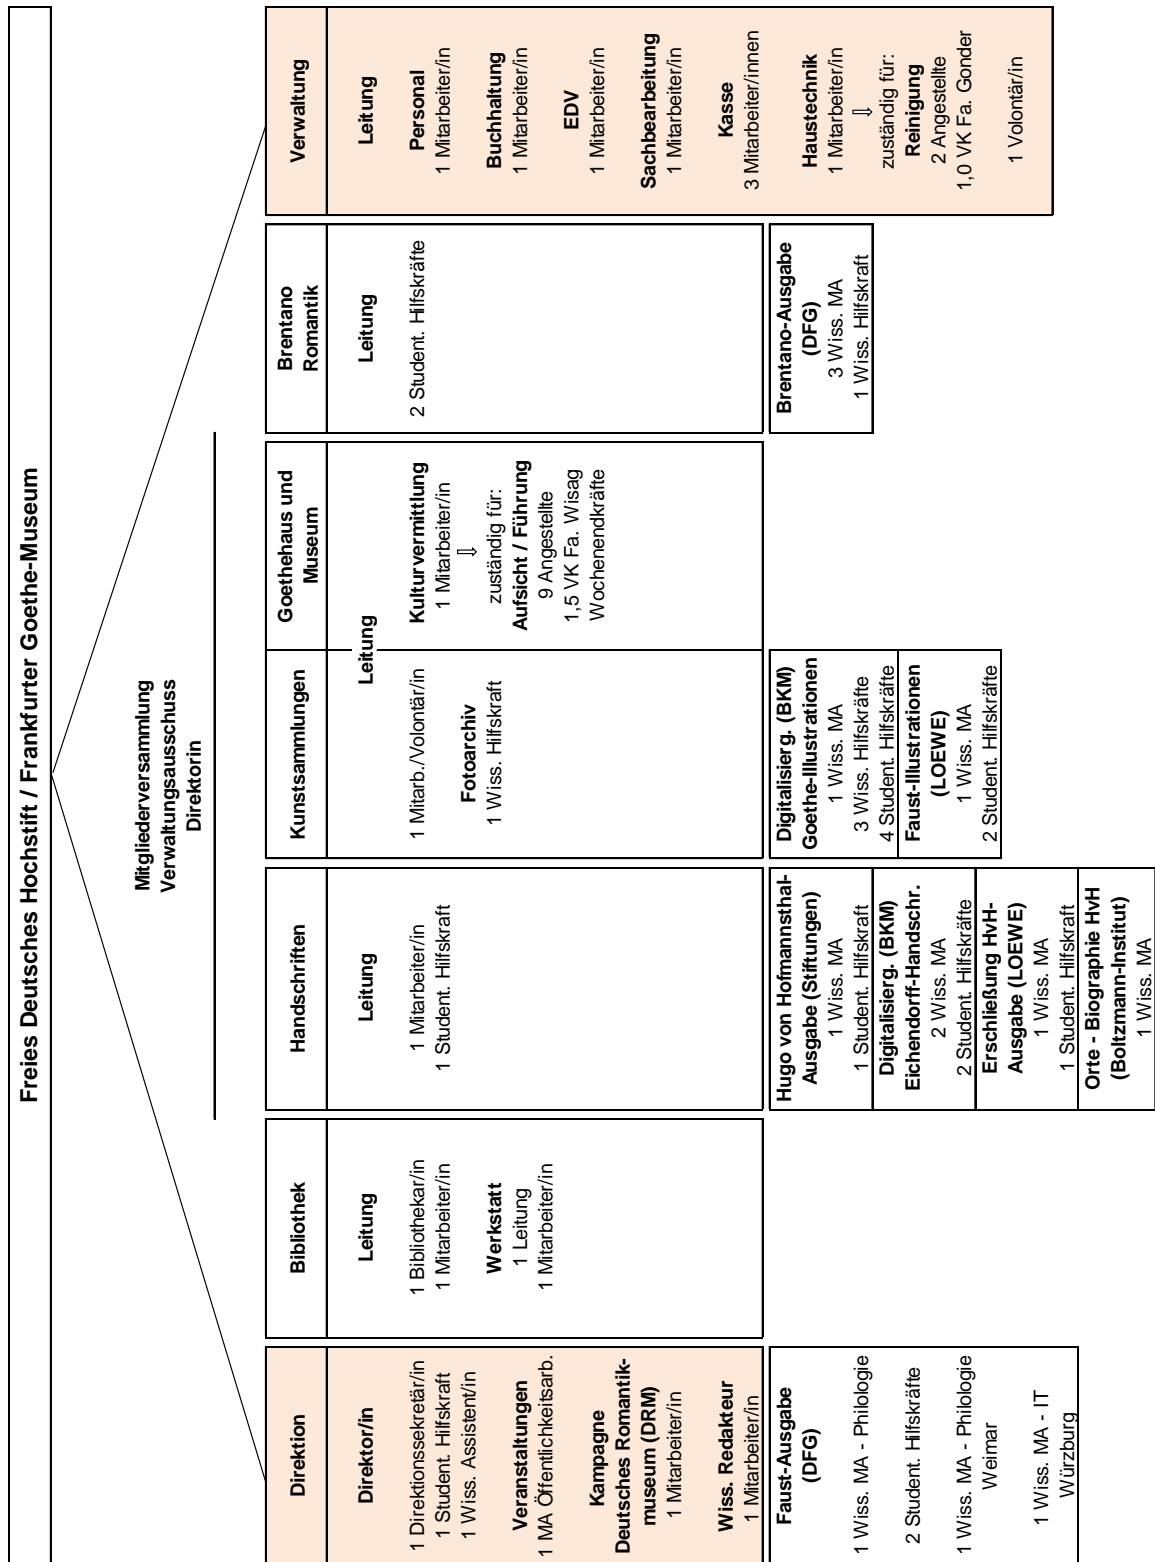 Freies Deutsches Hochstift / Frankfurter Goethe-Museum
Mitgliederversammlung
Verwaltungsausschuss
Direktorin
Direktion
Direktor/in
1 Direktionssekretär/in
1 Student. Hilfskraft
1 Wiss. Assistent/in
Veranstaltungen
1 MA Öffentlichkeitsarb.
Kampagne
Deutsches Romantik-
museum (DRM)
1 Mitarbeiter/in
Wiss. Redakteur
1 Mitarbeiter/in
Faust-Ausgabe
(DFG)
1 Wiss. MA - Philologie
2 Student. Hilfskräfte
1 Wiss. MA - Philologie
Weimar
1 Wiss. MA - IT
Würzburg
Bibliothek
Leitung
1 Bibliothekar/in
1 Mitarbeiter/in
Werkstatt
1 Leitung
1 Mitarbeiter/in
Handschriften
Leitung
1 Mitarbeiter/in
1 Student. Hilfskraft
Hugo von Hofmannsthal-
Ausgabe (Stiftungen)
1 Wiss. MA
1 Student. Hilfskraft
Digitalisierg. (BKM)
Eichendorff-Handschr.
2 Wiss. MA
2 Student. Hilfskräfte
Erschließung HvH-
Ausgabe (LOEWE)
1 Wiss. MA
1 Student. Hilfskraft
Orte - Biographie HvH
(Boltzmann-Institut)
1 Wiss. MA
Kunstsammlungen
Leitung
1 Mitarb./Volontär/in
Fotoarchiv
1 Wiss. Hilfskraft
Digitalisierg. (BKM)
Goethe-Illustrationen
1 Wiss. MA
3 Wiss. Hilfskräfte
4 Student. Hilfskräfte
Faust-Illustrationen
(LOEWE)
1 Wiss. MA
2 Student. Hilfskräfte
Goethehaus und
Museum
Kulturvermittlung
1 Mitarbeiter/in
⇓
zuständig für:
Aufsicht / Führung
9 Angestellte
1,5 VK Fa. Wisag
Wochenendkräfte
Brentano
Romantik
Leitung
2 Student. Hilfskräfte
Brentano-Ausgabe
(DFG)
3 Wiss. MA
1 Wiss. Hilfskraft
Verwaltung
Leitung
Personal
1 Mitarbeiter/in
Buchhaltung
1 Mitarbeiter/in
EDV
1 Mitarbeiter/in
Sachbearbeitung
1 Mitarbeiter/in
Kasse
3 Mitarbeiter/innen
Haustechnik
1 Mitarbeiter/in
⇓
zuständig für:
Reinigung
2 Angestellte
1,0 VK Fa. Gonder
1 Volontär/in